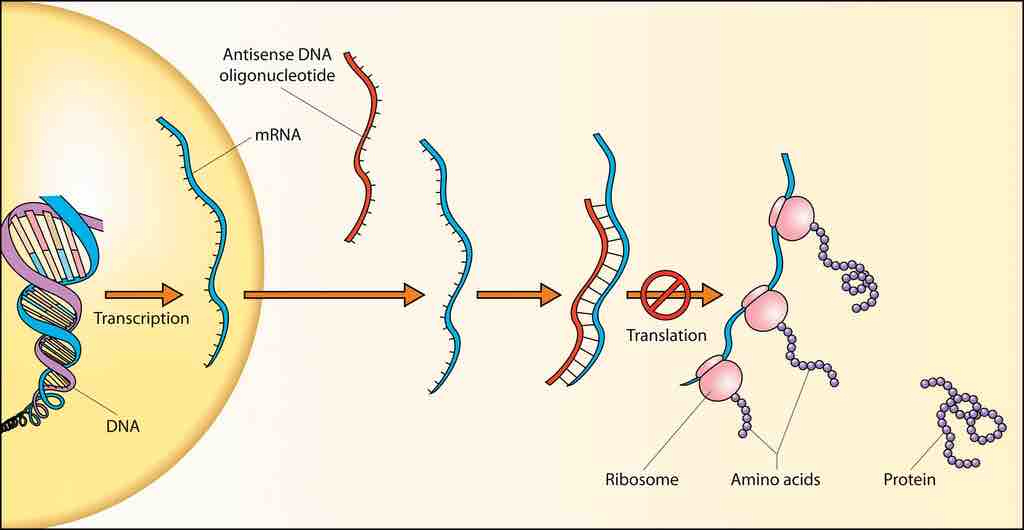 Antisense DNA
oligonucleotide
mRNA
Transcription
DNA
Translation
Ribosome
Amino acids
Protein